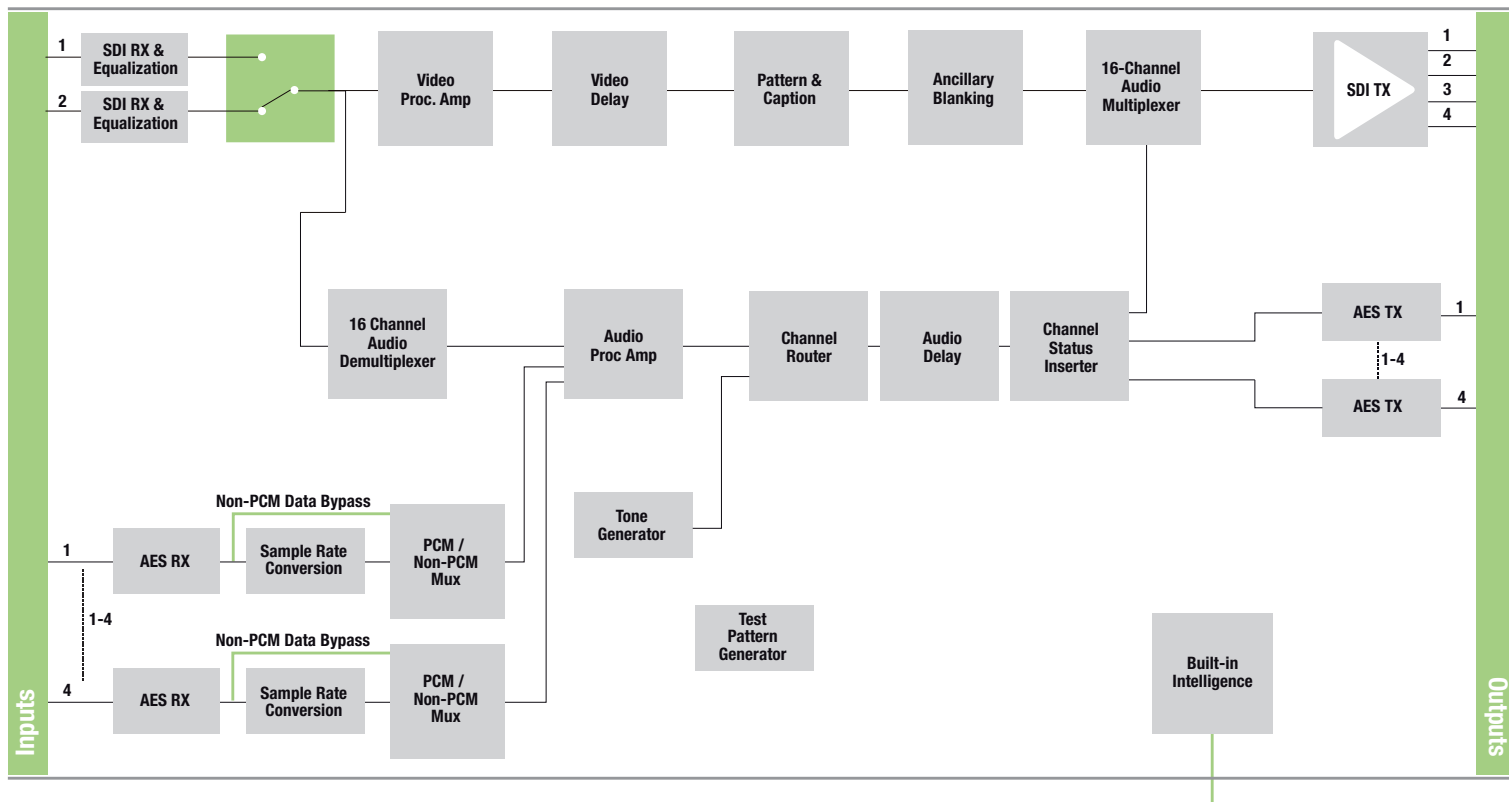 1
SDI RX &
Equalization
2
SDI RX &
Equalization
Video
Proc. Amp
Video
Delay
Pattern &
Caption
Ancillary
Blanking
16-Channel
Audio
Multiplexer
SDI TX
1
2
3
4
16 Channel
Audio
Demultiplexer
Audio
Proc Amp
Channel
Router
Audio
Delay
Channel
Status
Inserter
AES TX
1
1-4
AES TX
4
Non-PCM Data Bypass
1
AES RX
Sample Rate
Conversion
PCM /
Non-PCM
Mux
Tone
Generator
1-4
Non-PCM Data Bypass
4
AES RX
Sample Rate
Conversion
PCM /
Non-PCM
Mux
Test
Pattern
Generator
Built-in
Intelligence
Inputs
Outputs